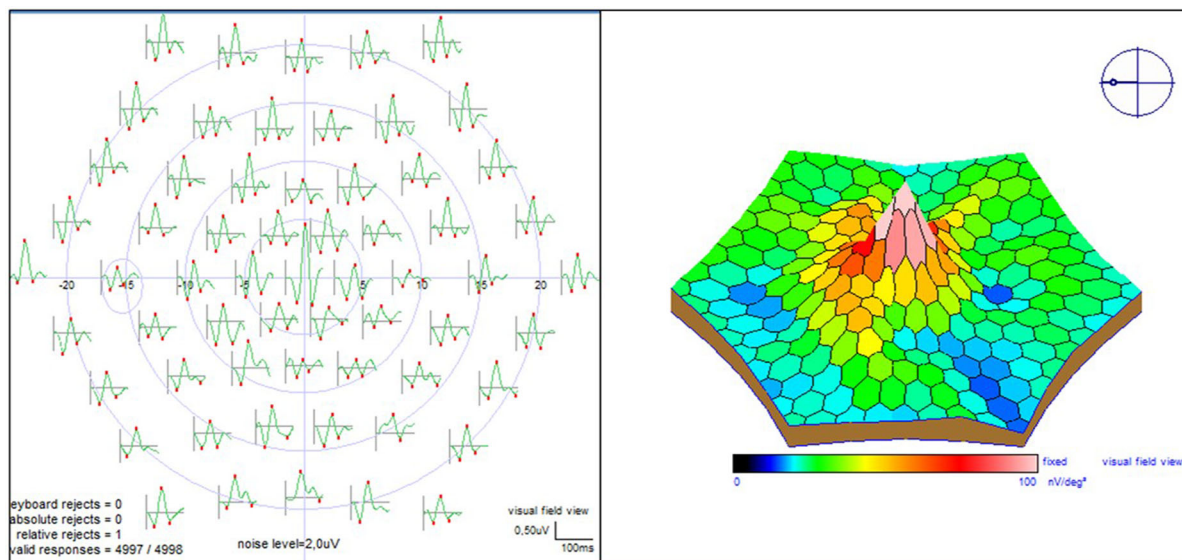 -20 -15 -10 -5 5 10 15 20
eyboard rejects = 0
absolute rejects = 0
relative rejects = 1
valid responses = 4997 / 4998
noise level=2,0uV
visual field view
0,50uV
100ms
fixed visual field view
0 100 nV/deg²